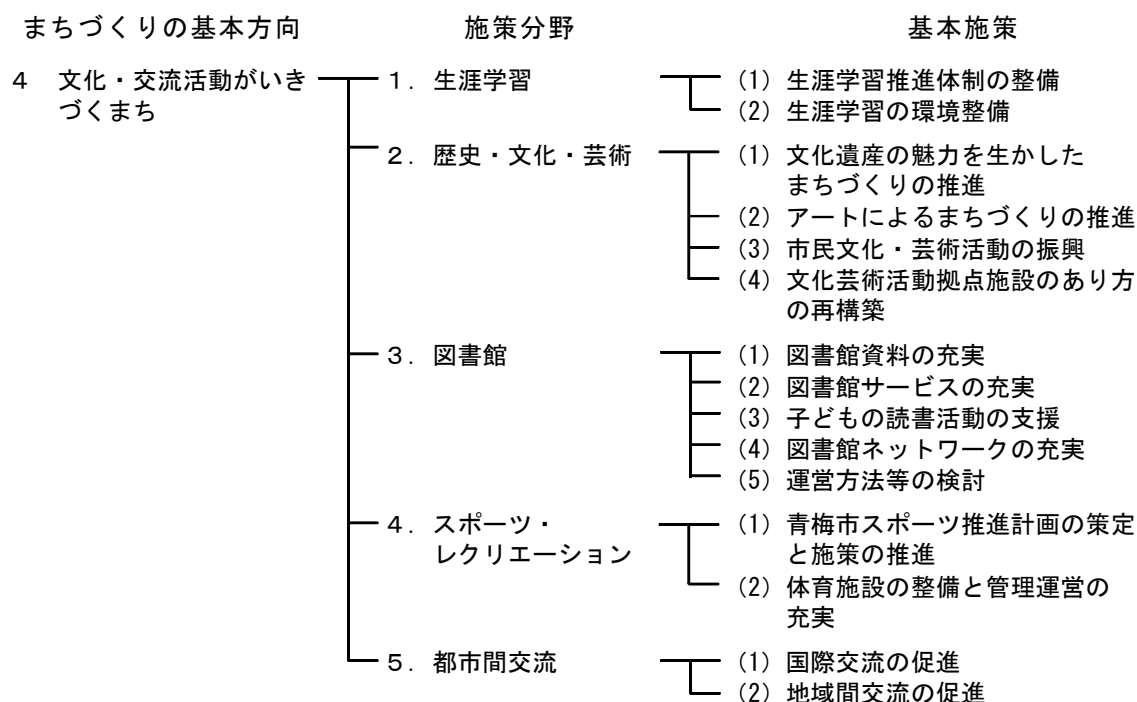 まちづくりの基本方向 施策分野 基本施策
4 文化・交流活動がいき
づくまち
1．生涯学習
(1) 生涯学習推進体制の整備
(2) 生涯学習の環境整備
2．歴史・文化・芸術
(1) 文化遺産の魅力を生かした
まちづくりの推進
(2) アートによるまちづくりの推進
(3) 市民文化・芸術活動の振興
(4) 文化芸術活動拠点施設のあり方
の再構築
3．図書館
(1) 図書館資料の充実
(2) 図書館サービスの充実
(3) 子どもの読書活動の支援
(4) 図書館ネットワークの充実
(5) 運営方法等の検討
4．スポーツ・
レクリエーション
(1) 青梅市スポーツ推進計画の策定
と施策の推進
(2) 体育施設の整備と管理運営の
充実
5．都市間交流
(1) 国際交流の促進
(2) 地域間交流の促進